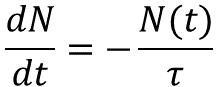 dN/dt = − N(t)/τ